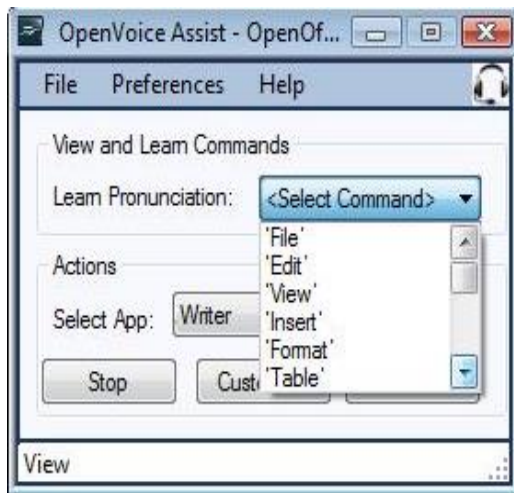 OpenVoice Assist - OpenOf...
File Preferences Help
View and Learn Commands
Learn Pronunciation: <Select Command>
'File'
'Edit'
'View'
'Insert'
'Format'
'Table'
Actions
Select App: Writer
Stop Cust
View